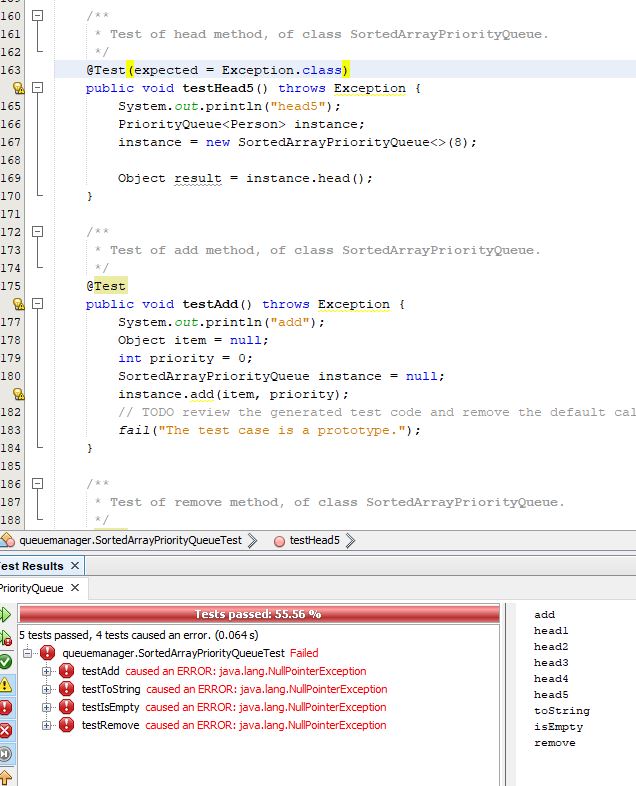 160 /**
161 * Test of head method, of class SortedArrayPriorityQueue.
162 */
163 @Test(expected = Exception.class)
public void testHead5() throws Exception {
165 System.out.println("head5");
166 PriorityQueue<Person> instance;
167 instance = new SortedArrayPriorityQueue<>(8);
168
169 Object result = instance.head();
170 }
171
172 /**
173 * Test of add method, of class SortedArrayPriorityQueue.
174 */
175 @Test
public void testAdd() throws Exception {
177 System.out.println("add");
178 Object item = null;
179 int priority = 0;
180 SortedArrayPriorityQueue instance = null;
instance.add(item, priority);
182 // TODO review the generated test code and remove the default cal
183 fail("The test case is a prototype.");
184 }
185
186 /**
187 * Test of remove method, of class SortedArrayPriorityQueue.
188 */
queuemanager.SortedArrayPriorityQueueTest testHead5
est Results
PriorityQueue
Tests passed: 55.56 %
5 tests passed, 4 tests caused an error. (0.064 s)
queuemanager.SortedArrayPriorityQueueTest Failed
testAdd caused an ERROR: java.lang.NullPointerException
testToString caused an ERROR: java.lang.NullPointerException
testIsEmpty caused an ERROR: java.lang.NullPointerException
testRemove caused an ERROR: java.lang.NullPointerException
add
head1
head2
head3
head4
head5
toString
isEmpty
remove